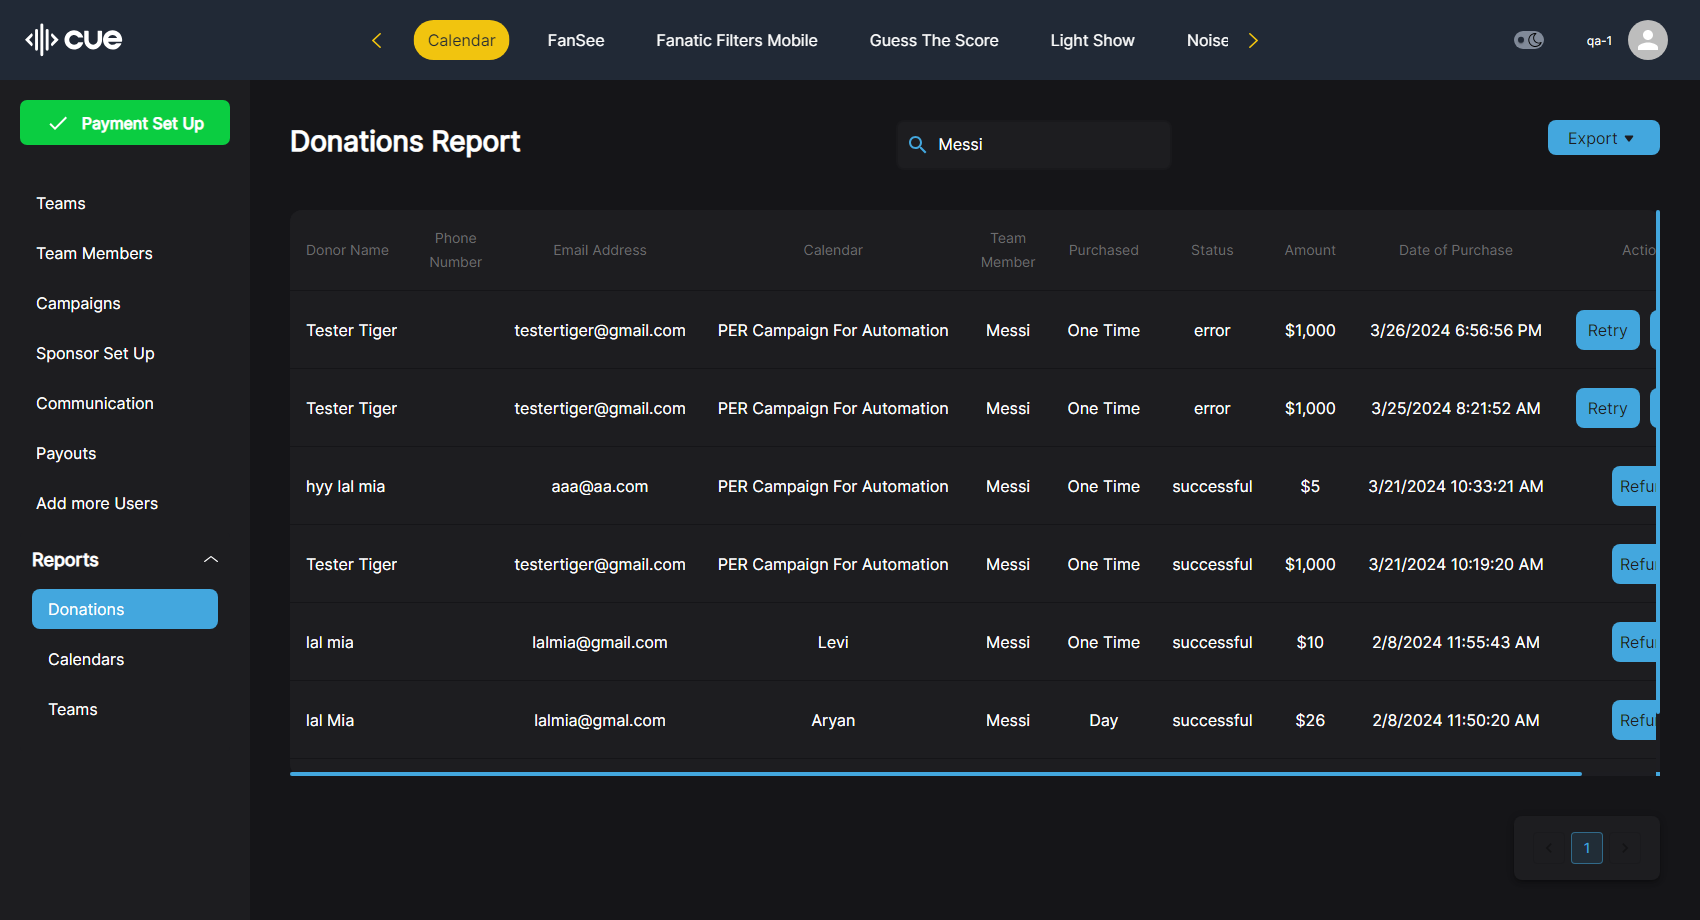 cue
Calendar
FanSee
Fanatic Filters Mobile
Guess The Score
Light Show
Noise
qa-1
Payment Set Up
Teams
Team Members
Campaigns
Sponsor Set Up
Communication
Payouts
Add more Users
Reports
Donations
Calendars
Teams
Donations Report
Messi
Export
Donor Name Phone Number Email Address Calendar Team Member Purchased Status Amount Date of Purchase Actio
Tester Tiger testertiger@gmail.com PER Campaign For Automation Messi One Time error $1,000 3/26/2024 6:56:56 PM Retry
Tester Tiger testertiger@gmail.com PER Campaign For Automation Messi One Time error $1,000 3/25/2024 8:21:52 AM Retry
hyy lal mia aaa@aa.com PER Campaign For Automation Messi One Time successful $5 3/21/2024 10:33:21 AM Refu
Tester Tiger testertiger@gmail.com PER Campaign For Automation Messi One Time successful $1,000 3/21/2024 10:19:20 AM Refu
lal mia lalmia@gmail.com Levi Messi One Time successful $10 2/8/2024 11:55:43 AM Refu
lal Mia lalmia@gmal.com Aryan Messi Day successful $26 2/8/2024 11:50:20 AM Refu
1